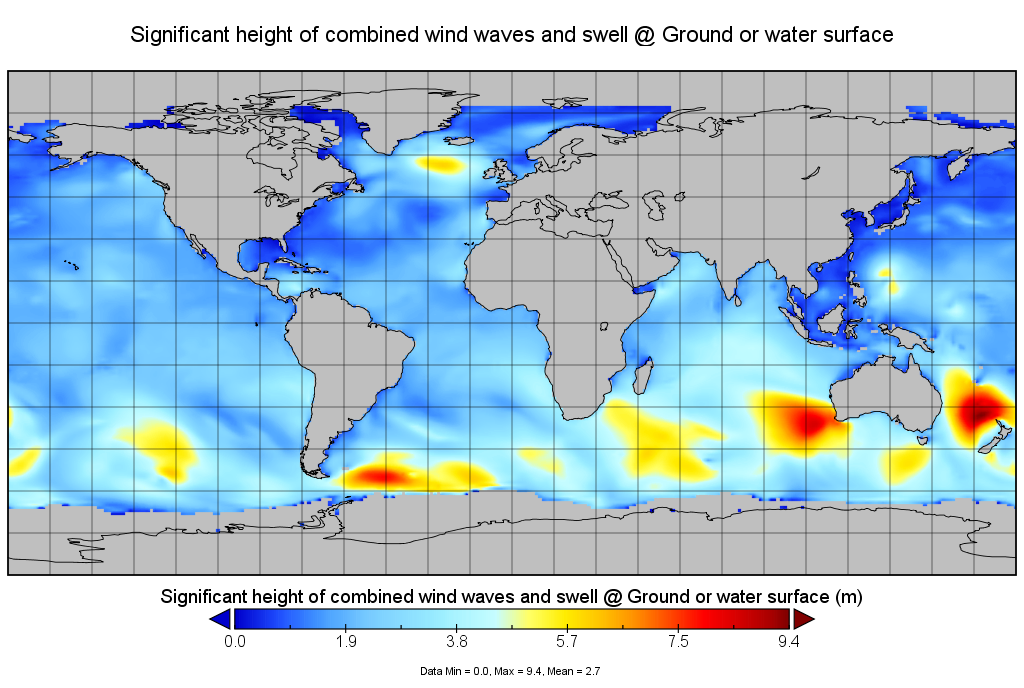 Significant height of combined wind waves and swell @ Ground or water surface
Significant height of combined wind waves and swell @ Ground or water surface (m)
0.0 1.9 3.8 5.7 7.5 9.4
Data Min = 0.0, Max = 9.4, Mean = 2.7